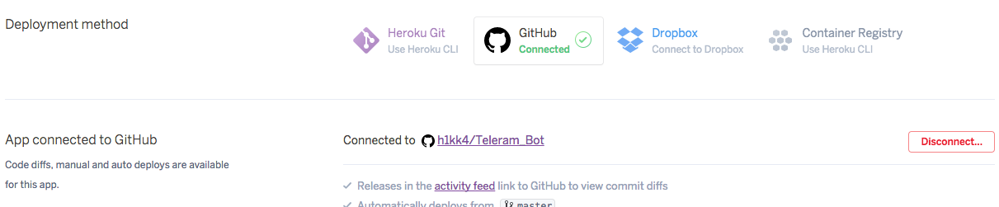 Deployment method
Heroku Git
Use Heroku CLI
GitHub
Connected
Dropbox
Connect to Dropbox
Container Registry
Use Heroku CLI
App connected to GitHub
Code diffs, manual and auto deploys are available
for this app.
Connected to h1kk4/Teleram_Bot
Disconnect...
Releases in the activity feed link to GitHub to view commit diffs
Automatically deploys from master